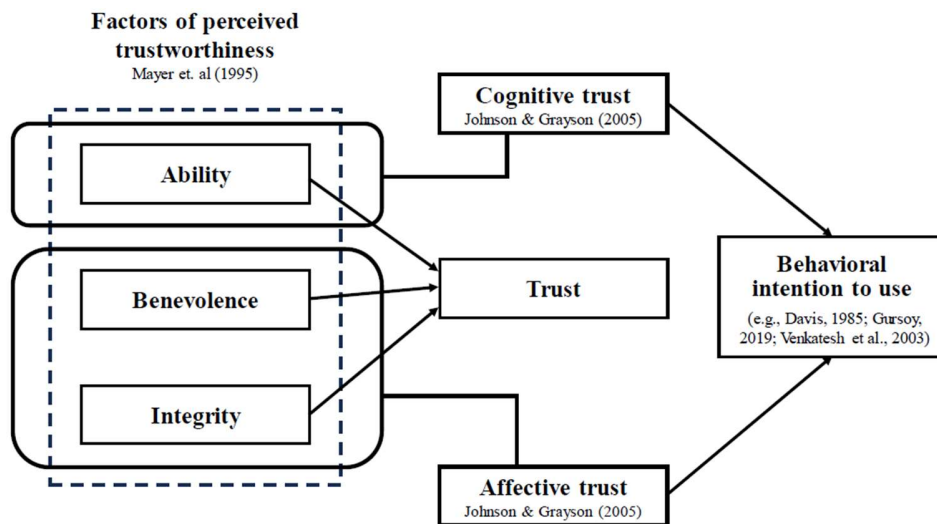 Factors of perceived
trustworthiness
Mayer et. al (1995)
Cognitive trust
Johnson & Grayson (2005)
Ability
Benevolence
Trust
Behavioral
intention to use
(e.g., Davis, 1985; Gursoy,
2019; Venkatesh et al., 2003)
Integrity
Affective trust
Johnson & Grayson (2005)